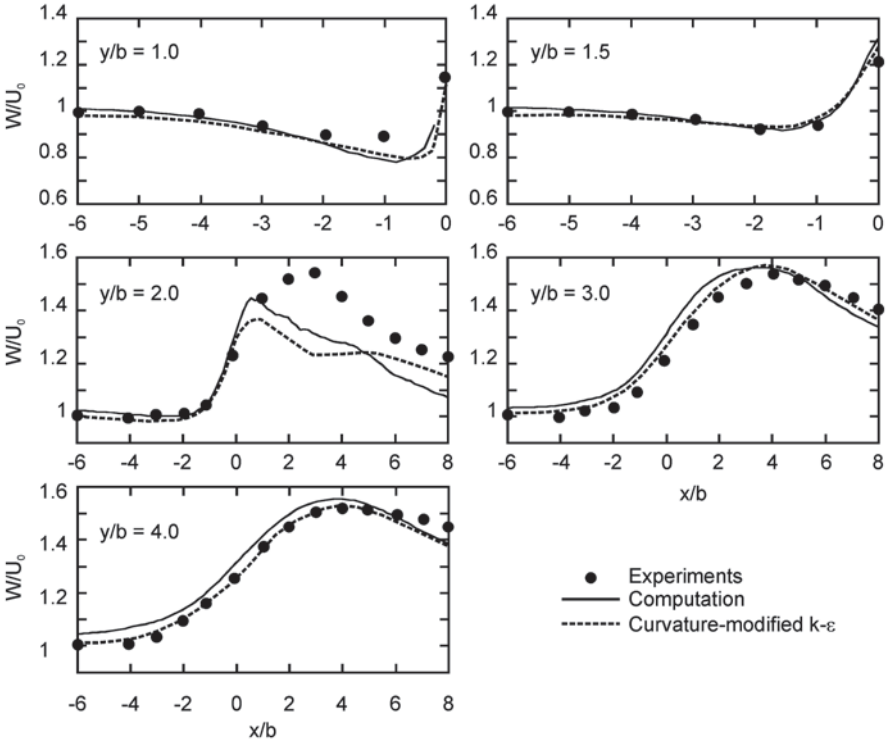 1.4
1.2
1
0.8
0.6
W/U₀
y/b = 1.0
-6 -5 -4 -3 -2 -1 0
1.4
1.2
1
0.8
0.6
W/U₀
y/b = 1.5
-6 -5 -4 -3 -2 -1 0
1.6
1.4
1.2
1
W/U₀
y/b = 2.0
-6 -4 -2 0 2 4 6 8
1.6
1.4
1.2
1
W/U₀
y/b = 3.0
-6 -4 -2 0 2 4 6 8
x/b
1.6
1.4
1.2
1
W/U₀
y/b = 4.0
-6 -4 -2 0 2 4 6 8
x/b
Experiments
Computation
Curvature-modified k-ε